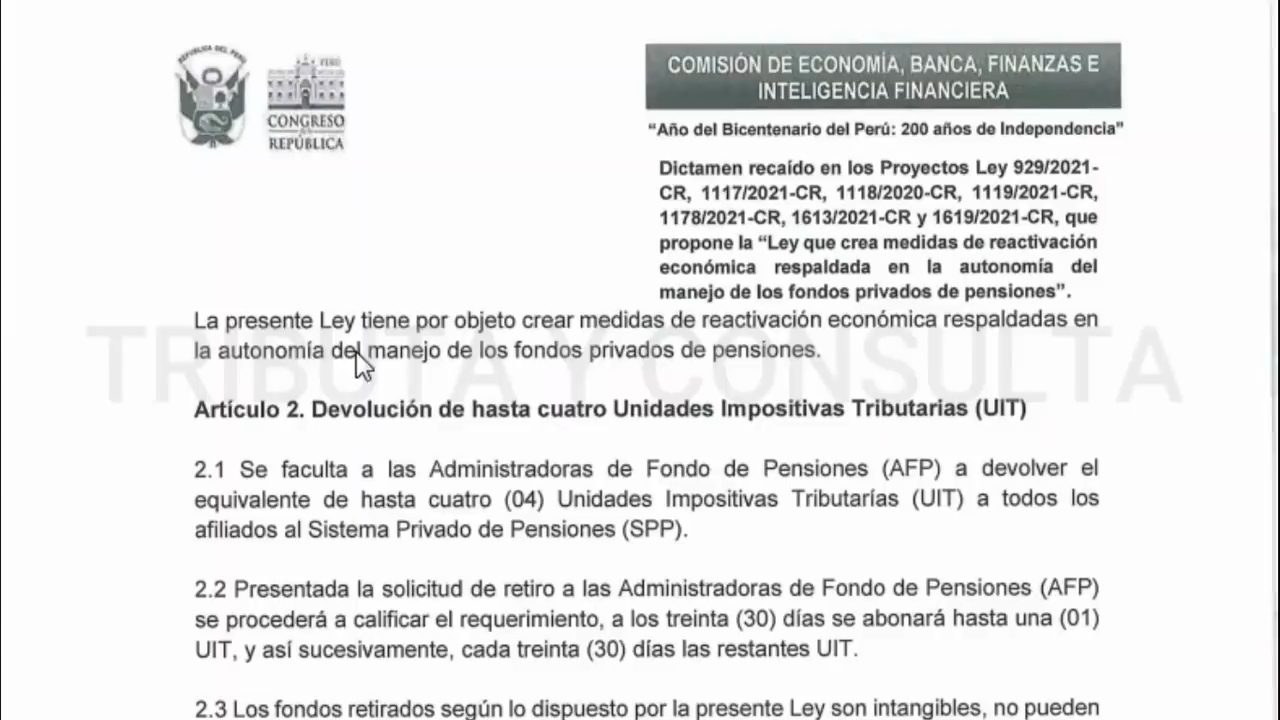 REPÚBLICA DEL PERÚ
PERÚ
CONGRESO
REPÚBLICA
COMISIÓN DE ECONOMÍA, BANCA, FINANZAS E
INTELIGENCIA FINANCIERA
“Año del Bicentenario del Perú: 200 años de Independencia”
Dictamen recaído en los Proyectos Ley 929/2021-
CR, 1117/2021-CR, 1118/2020-CR, 1119/2021-CR,
1178/2021-CR, 1613/2021-CR y 1619/2021-CR, que
propone la “Ley que crea medidas de reactivación
económica respaldada en la autonomía del
manejo de los fondos privados de pensiones”.
La presente Ley tiene por objeto crear medidas de reactivación económica respaldadas en
la autonomía del manejo de los fondos privados de pensiones.
TRIBUTA Y CONSULTA
Artículo 2. Devolución de hasta cuatro Unidades Impositivas Tributarias (UIT)
2.1 Se faculta a las Administradoras de Fondo de Pensiones (AFP) a devolver el
equivalente de hasta cuatro (04) Unidades Impositivas Tributarías (UIT) a todos los
afiliados al Sistema Privado de Pensiones (SPP).
2.2 Presentada la solicitud de retiro a las Administradoras de Fondo de Pensiones (AFP)
se procederá a calificar el requerimiento, a los treinta (30) días se abonará hasta una (01)
UIT, y así sucesivamente, cada treinta (30) días las restantes UIT.
2.3 Los fondos retirados según lo dispuesto por la presente Ley son intangibles, no pueden